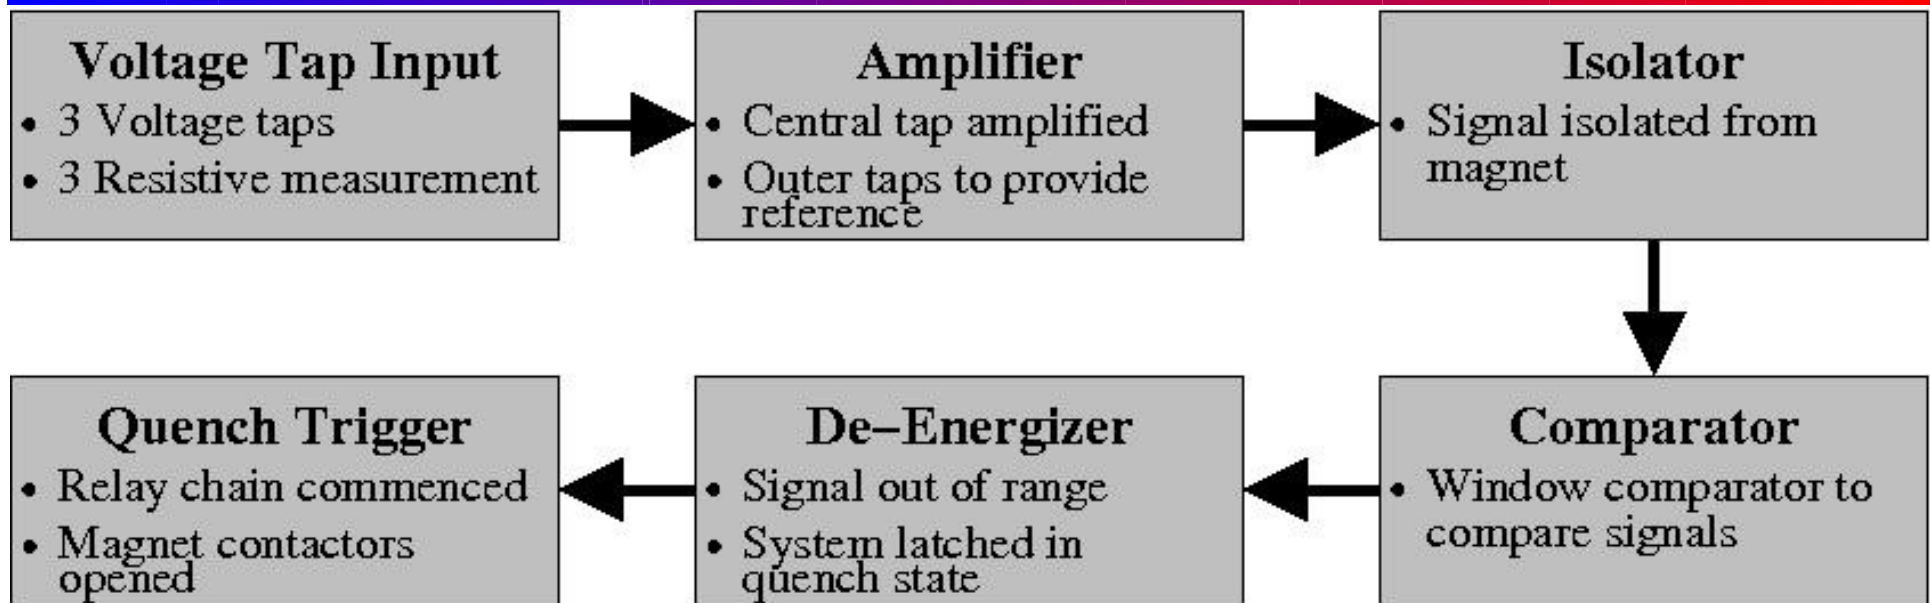 Voltage Tap Input
• 3 Voltage taps
• 3 Resistive measurement
Amplifier
• Central tap amplified
• Outer taps to provide
reference
Isolator
• Signal isolated from
magnet
Comparator
• Window comparator to
compare signals
De–Energizer
• Signal out of range
• System latched in
quench state
Quench Trigger
• Relay chain commenced
• Magnet contactors
opened